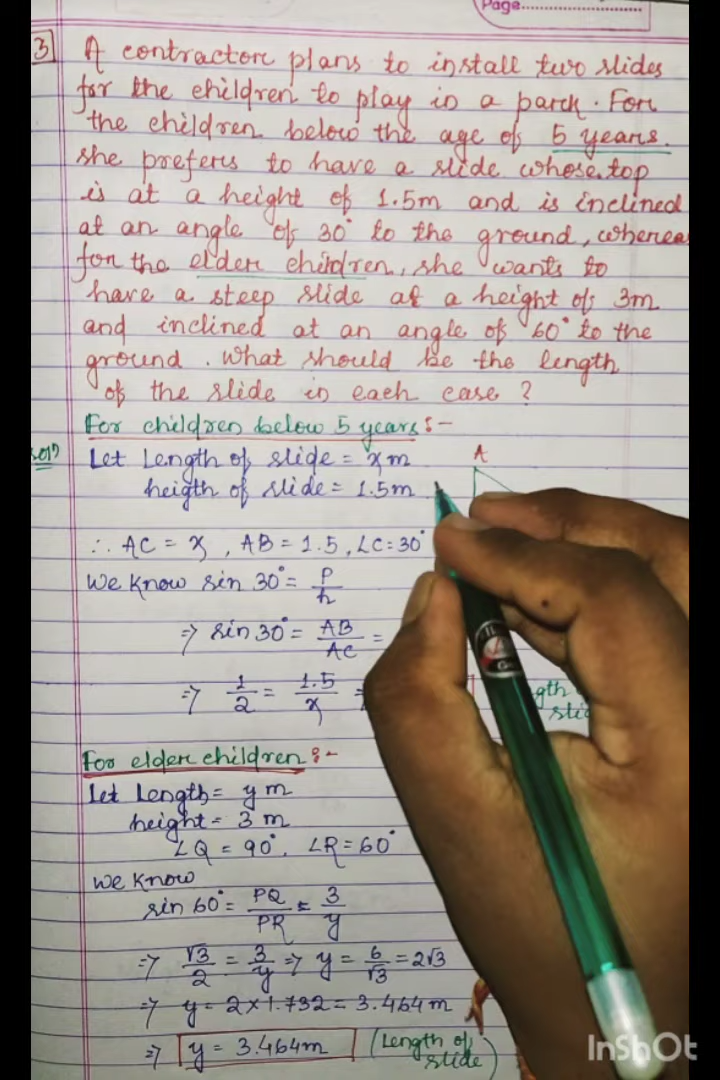 Page
3 A contractor plans to install two slides
for the children to play in a park. For
the children below the age of 5 years.
she prefers to have a slide whose top
is at a height of 1.5m and is inclined
at an angle of 30° to the ground, whereas
for the elder children, she wants to
have a steep slide at a height of 3m
and inclined at an angle of 60° to the
ground. What should be the length
of the slide in each case ?
For children below 5 years :-
Let Length of slide = x m
A
heigth of slide = 1.5m
∴ AC = x , AB = 1.5 , ∠C = 30°
We Know sin 30° = P/h
⇒ sin 30° = AB/AC =
⇒ 1/2 = 1.5/x
For elder children :-
Let Length = y m
height = 3 m
∠Q = 90°, ∠R = 60°
we know
sin 60° = PQ/PR = 3/y
⇒ √3/2 = 3/y ⇒ y = 6/√3 = 2√3
⇒ y = 2×1.732 = 3.464 m
⇒ y = 3.464m (Length of
slide)
InShOt